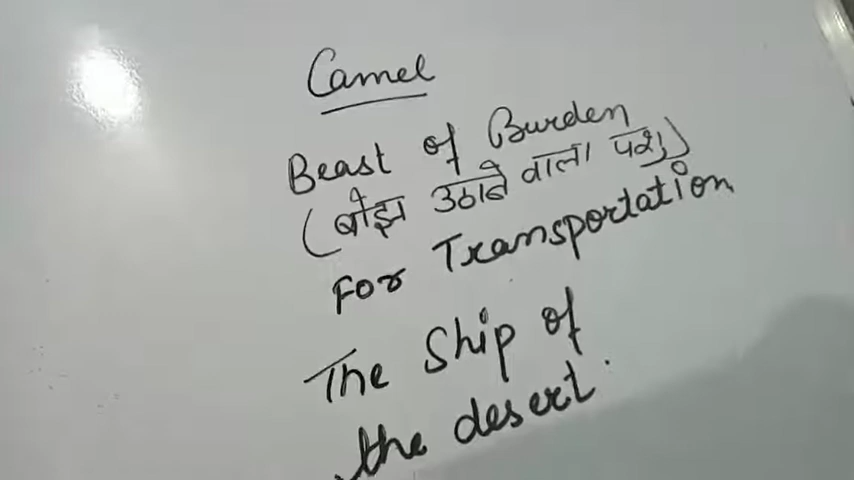 Camel
Beast of Burden
(बोझ उठाने वाला पशु)
For Transportation
The Ship of
the desert.